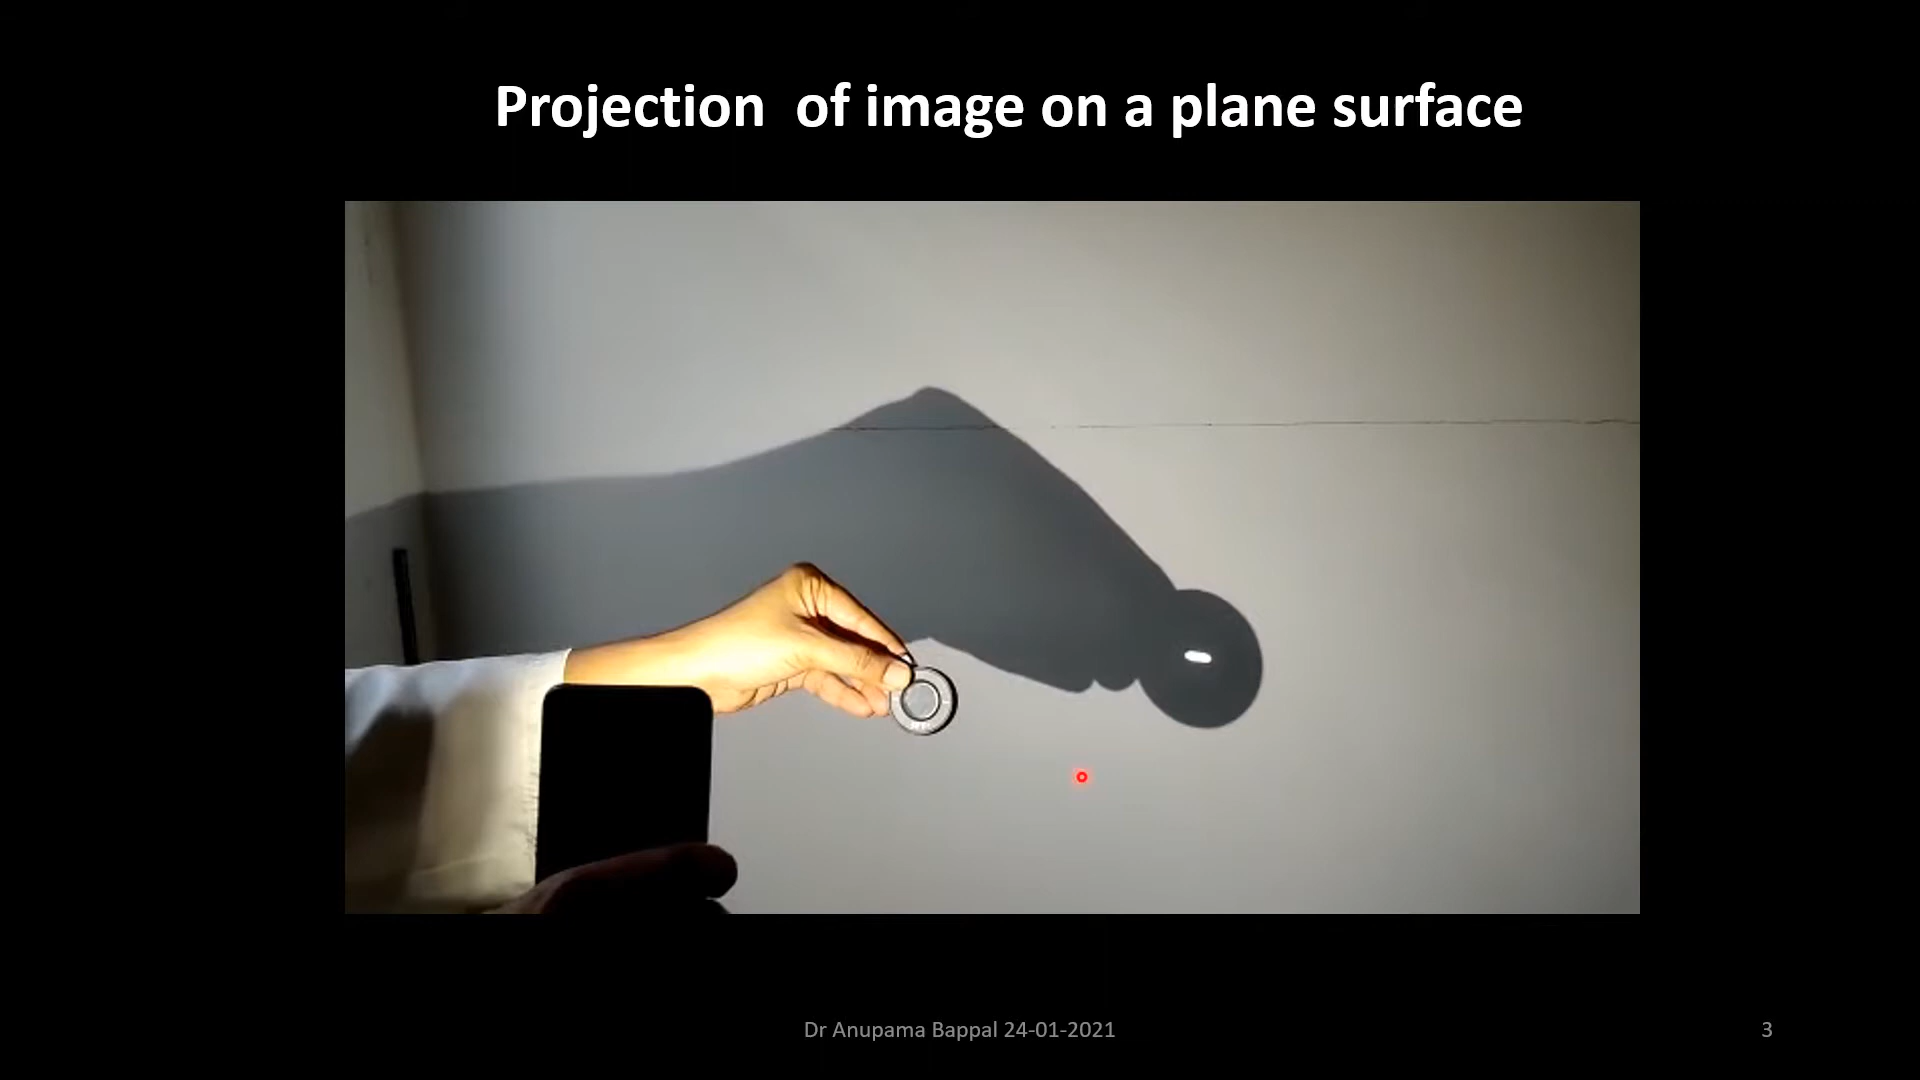 Projection  of image on a plane surface
Dr Anupama Bappal 24-01-2021
3